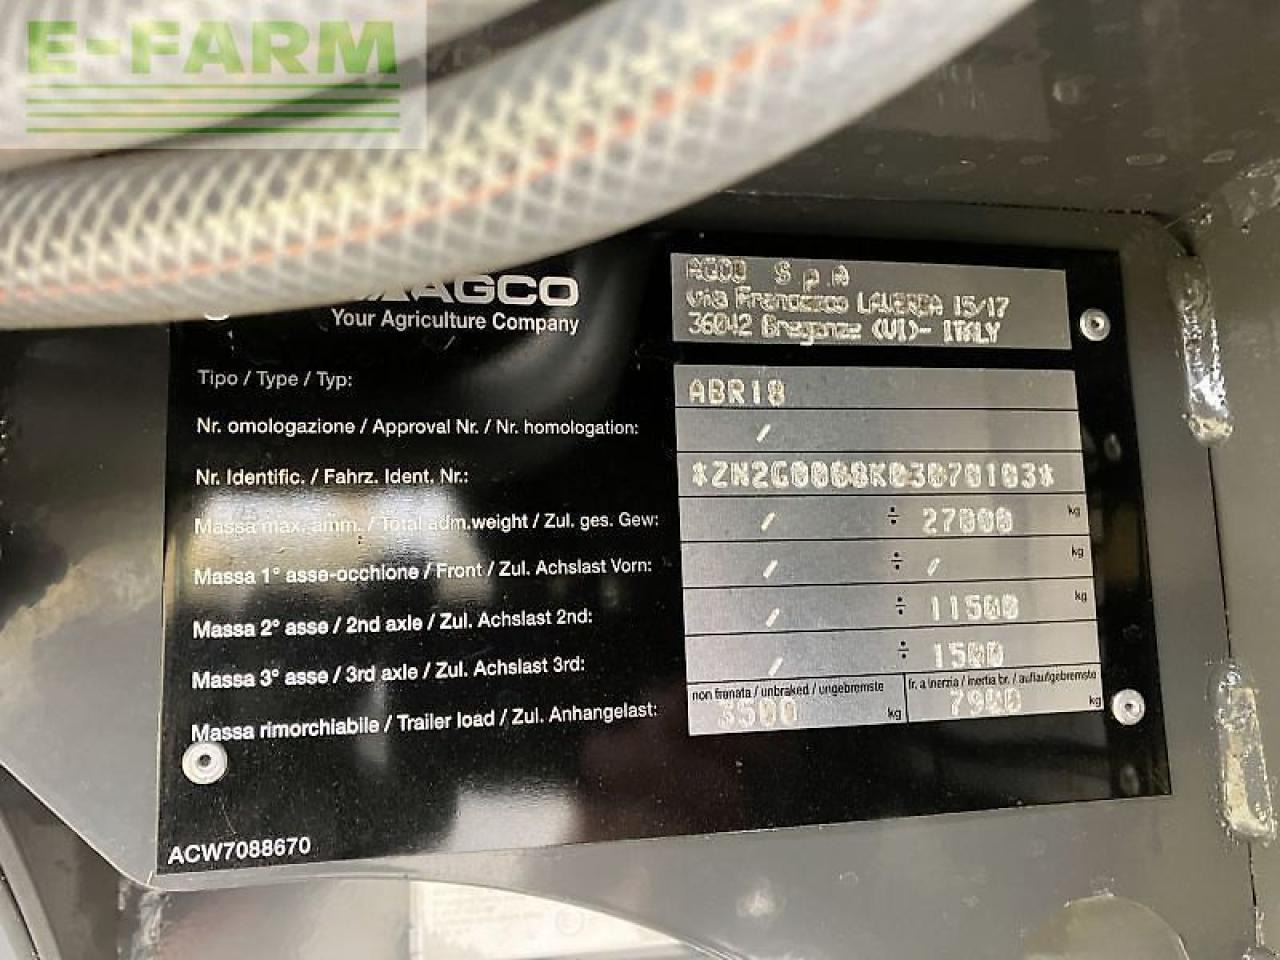 E-FARM
AGCO
Your Agriculture Company
AGCO S p A
via Francesco LAVERDA 15/17
36042 Breganze (VI)- ITALY
Tipo / Type / Typ: ABR18
Nr. omologazione / Approval Nr. / Nr. homologation: /
Nr. Identific. / Fahrz. Ident. Nr.:
Massa max. amm. / Total adm.weight / Zul. ges. Gew: / ÷ 27000 kg
Massa 1° asse-occhione / Front / Zul. Achslast Vorn: / ÷ / kg
Massa 2° asse / 2nd axle / Zul. Achslast 2nd: / ÷ 11500 kg
Massa 3° asse / 3rd axle / Zul. Achslast 3rd: / ÷ 1500
non frenata / unbraked / ungebremste fr. a inerzia / inertia br. / auflaufgebremste
Massa rimorchiabile / Trailer load / Zul. Anhangelast: 3500 kg 7900 kg
ACW7088670